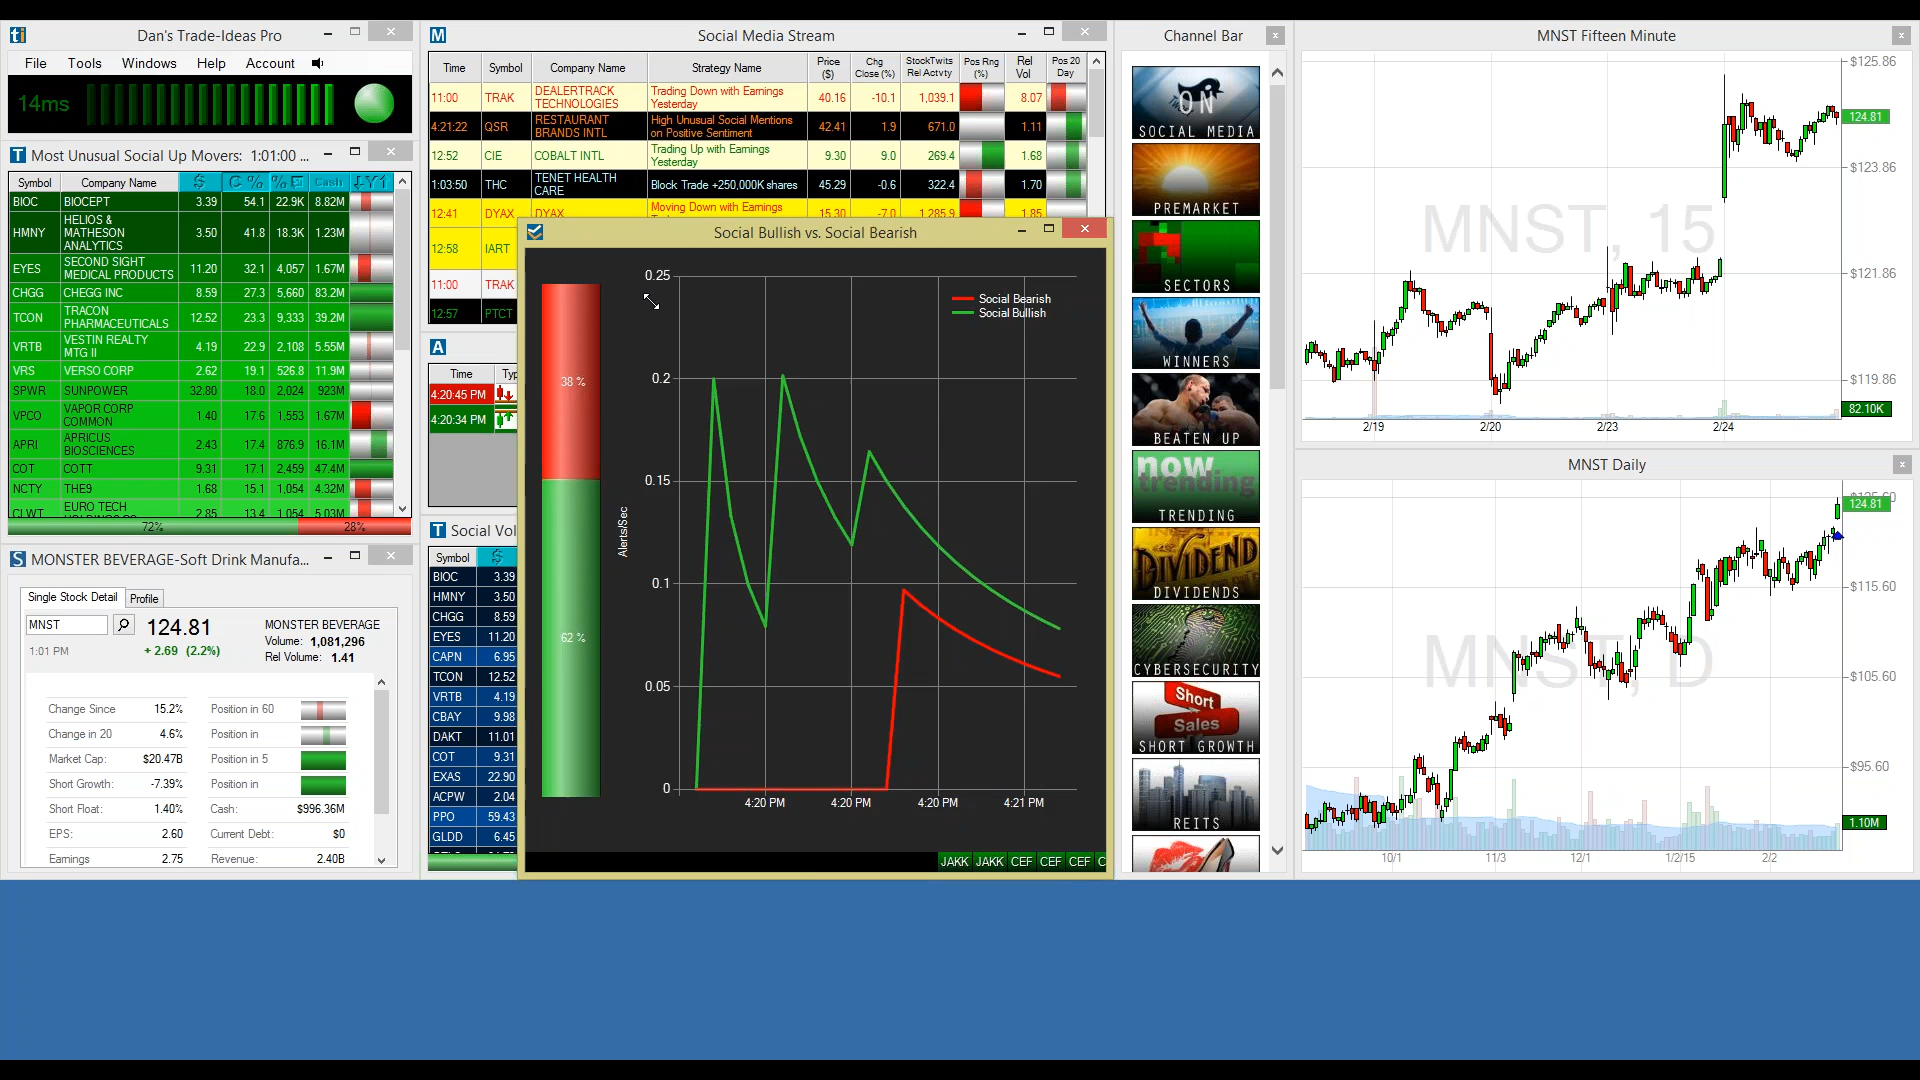 Dan's Trade-Ideas Pro
File Tools Windows Help Account
14ms
Most Unusual Social Up Movers: 1:01:00 ...
Symbol Company Name $ C % % Cash Y1
BIOC BIOCEPT 3.39 54.1 22.9K 8.82M
HMNY HELIOS & MATHESON ANALYTICS 3.50 41.8 18.3K 1.23M
EYES SECOND SIGHT MEDICAL PRODUCTS 11.20 32.1 4,057 1.67M
CHGG CHEGG INC 8.59 27.3 5,660 83.2M
TCON TRACON PHARMACEUTICALS 12.52 23.3 9,333 39.2M
VRTB VESTIN REALTY MTG II 4.19 22.9 2,108 5.55M
VRS VERSO CORP 2.62 19.1 526.8 11.9M
SPWR SUNPOWER 32.80 18.0 2,024 923M
VPCO VAPOR CORP COMMON 1.40 17.6 1,553 1.67M
APRI APRICUS BIOSCIENCES 2.43 17.4 876.9 16.1M
COT COTT 9.31 17.1 2,459 47.4M
NCTY THE9 1.68 15.1 1,054 4.32M
CLWT EURO TECH 2.85 13.4 1,054 5.03M
72% 28%
MONSTER BEVERAGE-Soft Drink Manufa...
Single Stock Detail Profile
MNST 124.81 MONSTER BEVERAGE
Volume: 1,081,296
1:01 PM + 2.69 (2.2%) Rel Volume: 1.41
Change Since 15.2% Position in 60
Change in 20 4.6% Position in
Market Cap: $20.47B Position in 5
Short Growth: -7.39% Position in
Short Float: 1.40% Cash: $996.36M
EPS: 2.60 Current Debt: $0
Earnings 2.75 Revenue: 2.40B
Social Media Stream
Time Symbol Company Name Strategy Name Price ($) Chg Close (%) StockTwits Rel Actvty Pos Rng (%) Rel Vol Pos 20 Day
11:00 TRAK DEALERTRACK TECHNOLOGIES Trading Down with Earnings Yesterday 40.16 -10.1 1,039.1 8.07
4:21:22 QSR RESTAURANT BRANDS INTL High Unusual Social Mentions on Positive Sentiment 42.41 1.9 671.0 1.11
12:52 CIE COBALT INTL Trading Up with Earnings Yesterday 9.30 9.0 269.4 1.68
1:03:50 THC TENET HEALTH CARE Block Trade +250,000K shares 45.29 -0.6 322.4 1.70
12:41 DYAX DYAX Moving Down with Earnings 15.30 -7.0 1,285.9 1.85
12:58 IART
11:00 TRAK
12:57 PTCT
A
Time Typ
4:20:45 PM
4:20:34 PM
Social Vol
Symbol $
BIOC 3.39
HMNY 3.50
CHGG 8.59
EYES 11.20
CAPN 6.95
TCON 12.52
VRTB 4.19
CBAY 9.98
DAKT 11.01
COT 9.31
EXAS 22.90
ACPW 2.04
PPO 59.43
GLDD 6.45
Social Bullish vs. Social Bearish
38 %
62 %
Alerts/Sec
0.25
0.2
0.15
0.1
0.05
0
Social Bearish
Social Bullish
4:20 PM 4:20 PM 4:20 PM 4:21 PM
JAKK JAKK CEF CEF CEF C
Channel Bar
ON
SOCIAL MEDIA
PREMARKET
SECTORS
WINNERS
BEATEN UP
now
trending
TRENDING
DIVIDEND
DIVIDENDS
CYBERSECURITY
Short
Sales
SHORT GROWTH
REITS
MNST Fifteen Minute
MNST, 15
$125.86
124.81
$123.86
$121.86
$119.86
82.10K
2/19 2/20 2/23 2/24
MNST Daily
MNST, D
$125.60
124.81
$115.60
$105.60
$95.60
1.10M
10/1 11/3 12/1 1/2/15 2/2